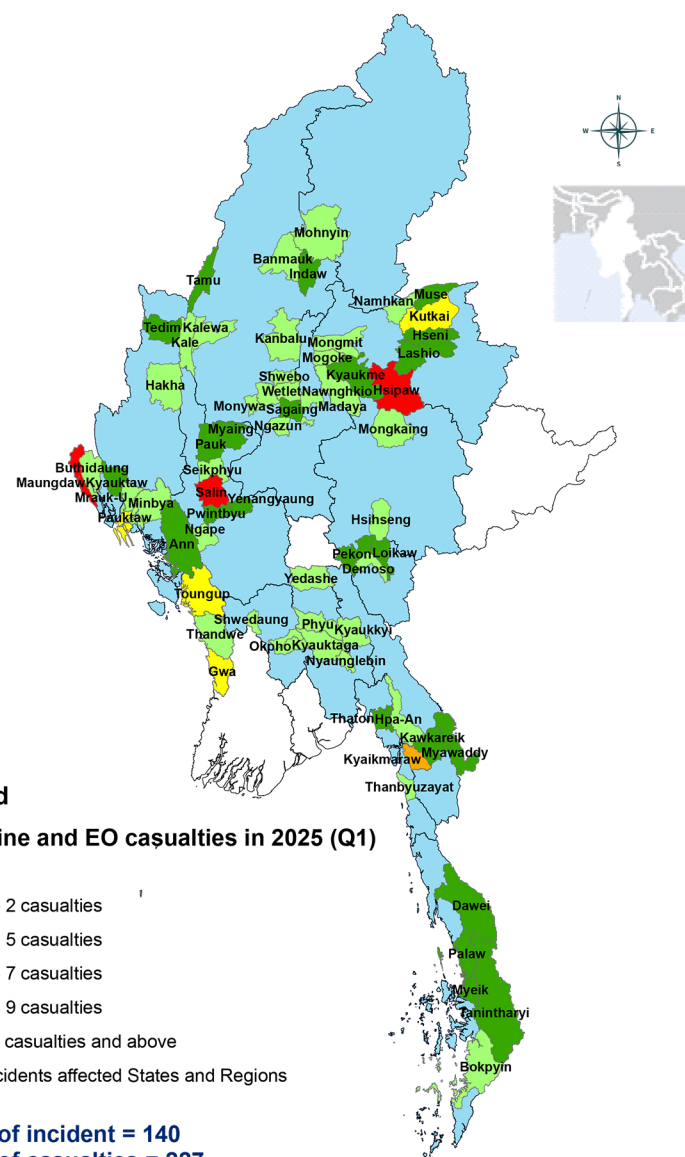 N
W E
S
Mohnyin
Banmauk
Indaw
Tamu
Muse
Namhkan
Kutkai
Tedim Kalewa
Hseni
Kale
Kanbalu Mongmit
Lashio
Mogoke
Shwebo Kyaukme
Hakha
Wetlet Nawnghkio Hsipaw
Monywa Sagaing Madaya
Myaing Ngazun
Mongkaing
Pauk
Buthidaung
Seikphyu
Maungdaw Kyauktaw
Salin
Mrauk-U Minbya
Yenangyaung
Pauktaw
Pwintbyu
Hsihseng
Ngape
Ann
Pekon Loikaw
Demoso
Yedashe
Toungup
Shwedaung
Phyu
Thandwe
Kyaukkyi
Okpho Kyauktaga
Nyaunglebin
Gwa
Thaton Hpa-An
Kawkareik
Myawaddy
Kyaikmaraw
Thanbyuzayat
ine and EO casualties in 2025 (Q1)
2 casualties
Dawei
5 casualties
Palaw
7 casualties
Myeik
9 casualties
Tanintharyi
casualties and above
Bokpyin
cidents affected States and Regions
of incident = 140